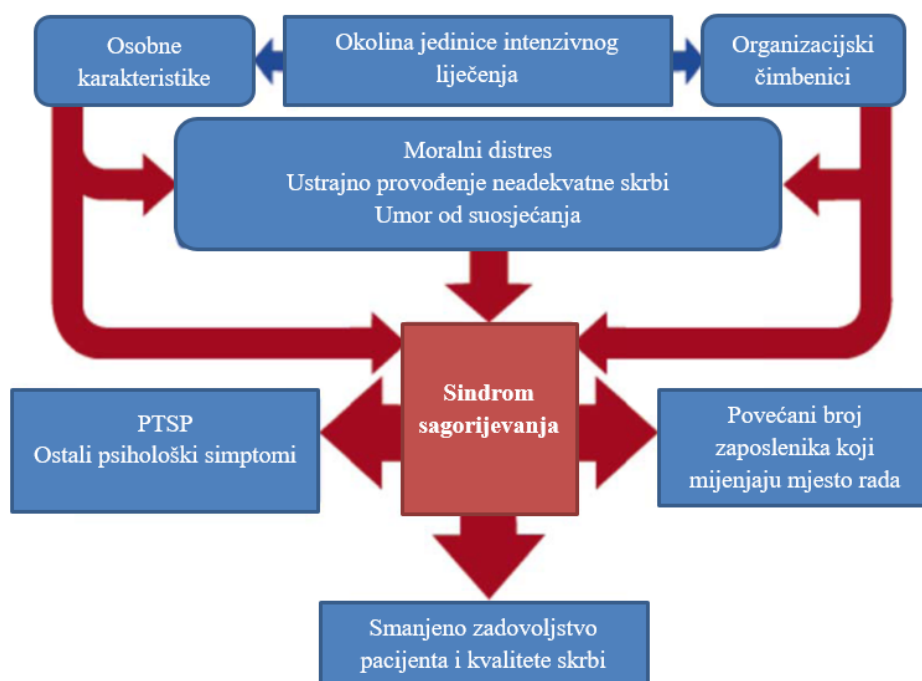 Osobne
karakteristike
Okolina jedinice intenzivnog
liječenja
Organizacijski
čimbenici
Moralni distres
Ustrajno provođenje neadekvatne skrbi
Umor od suosjećanja
Sindrom
sagorijevanja
PTSP
Ostali psihološki simptomi
Povećani broj
zaposlenika koji
mijenjaju mjesto rada
Smanjeno zadovoljstvo
pacijenta i kvalitete skrbi